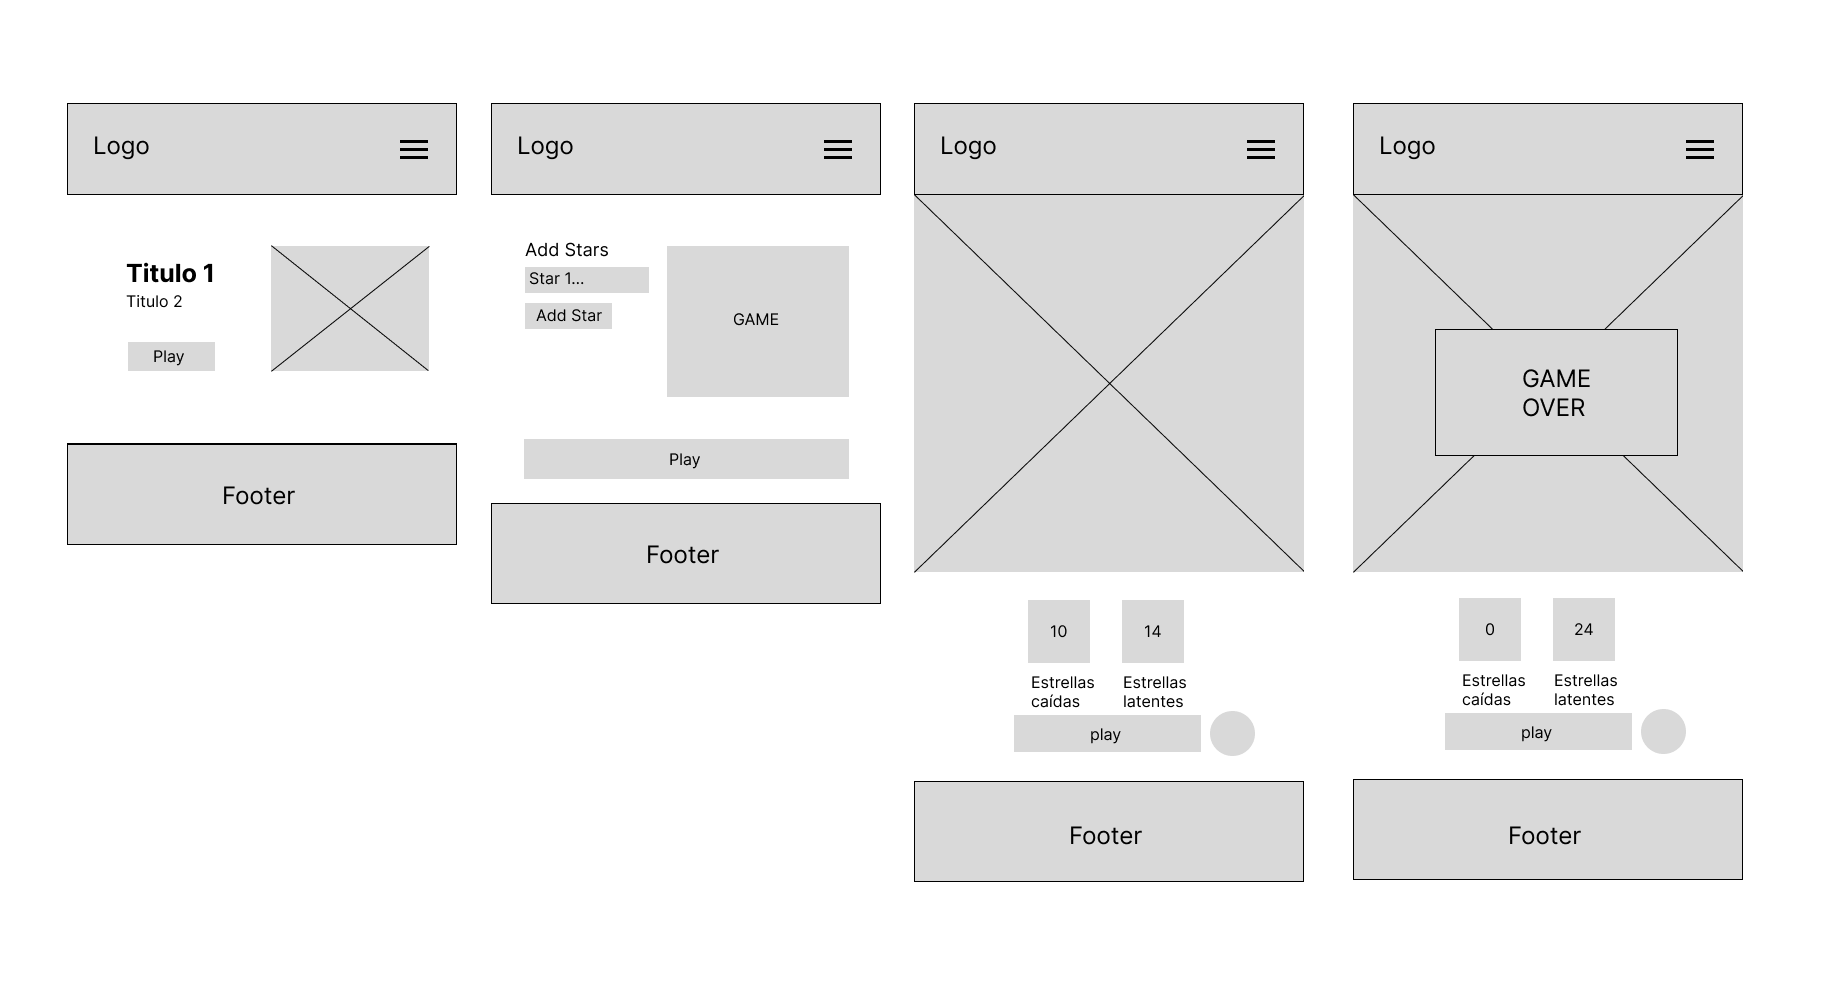 Logo
Titulo 1
Titulo 2
Play
Footer
Logo
Add Stars
Star 1...
Add Star
GAME
Play
Footer
Logo
10
14
Estrellas
caídas
Estrellas
latentes
play
Footer
Logo
GAME
OVER
0
24
Estrellas
caídas
Estrellas
latentes
play
Footer